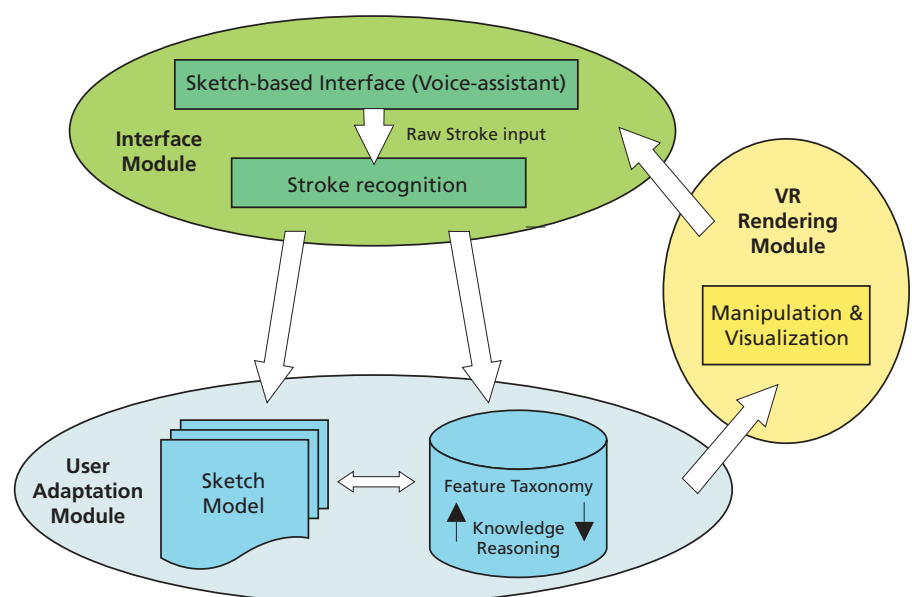 Sketch-based Interface (Voice-assistant)
Interface
Module
Raw Stroke input
Stroke recognition
VR
Rendering
Module
Manipulation &
Visualization
User
Adaptation
Module
Sketch
Model
Feature Taxonomy
Knowledge
Reasoning